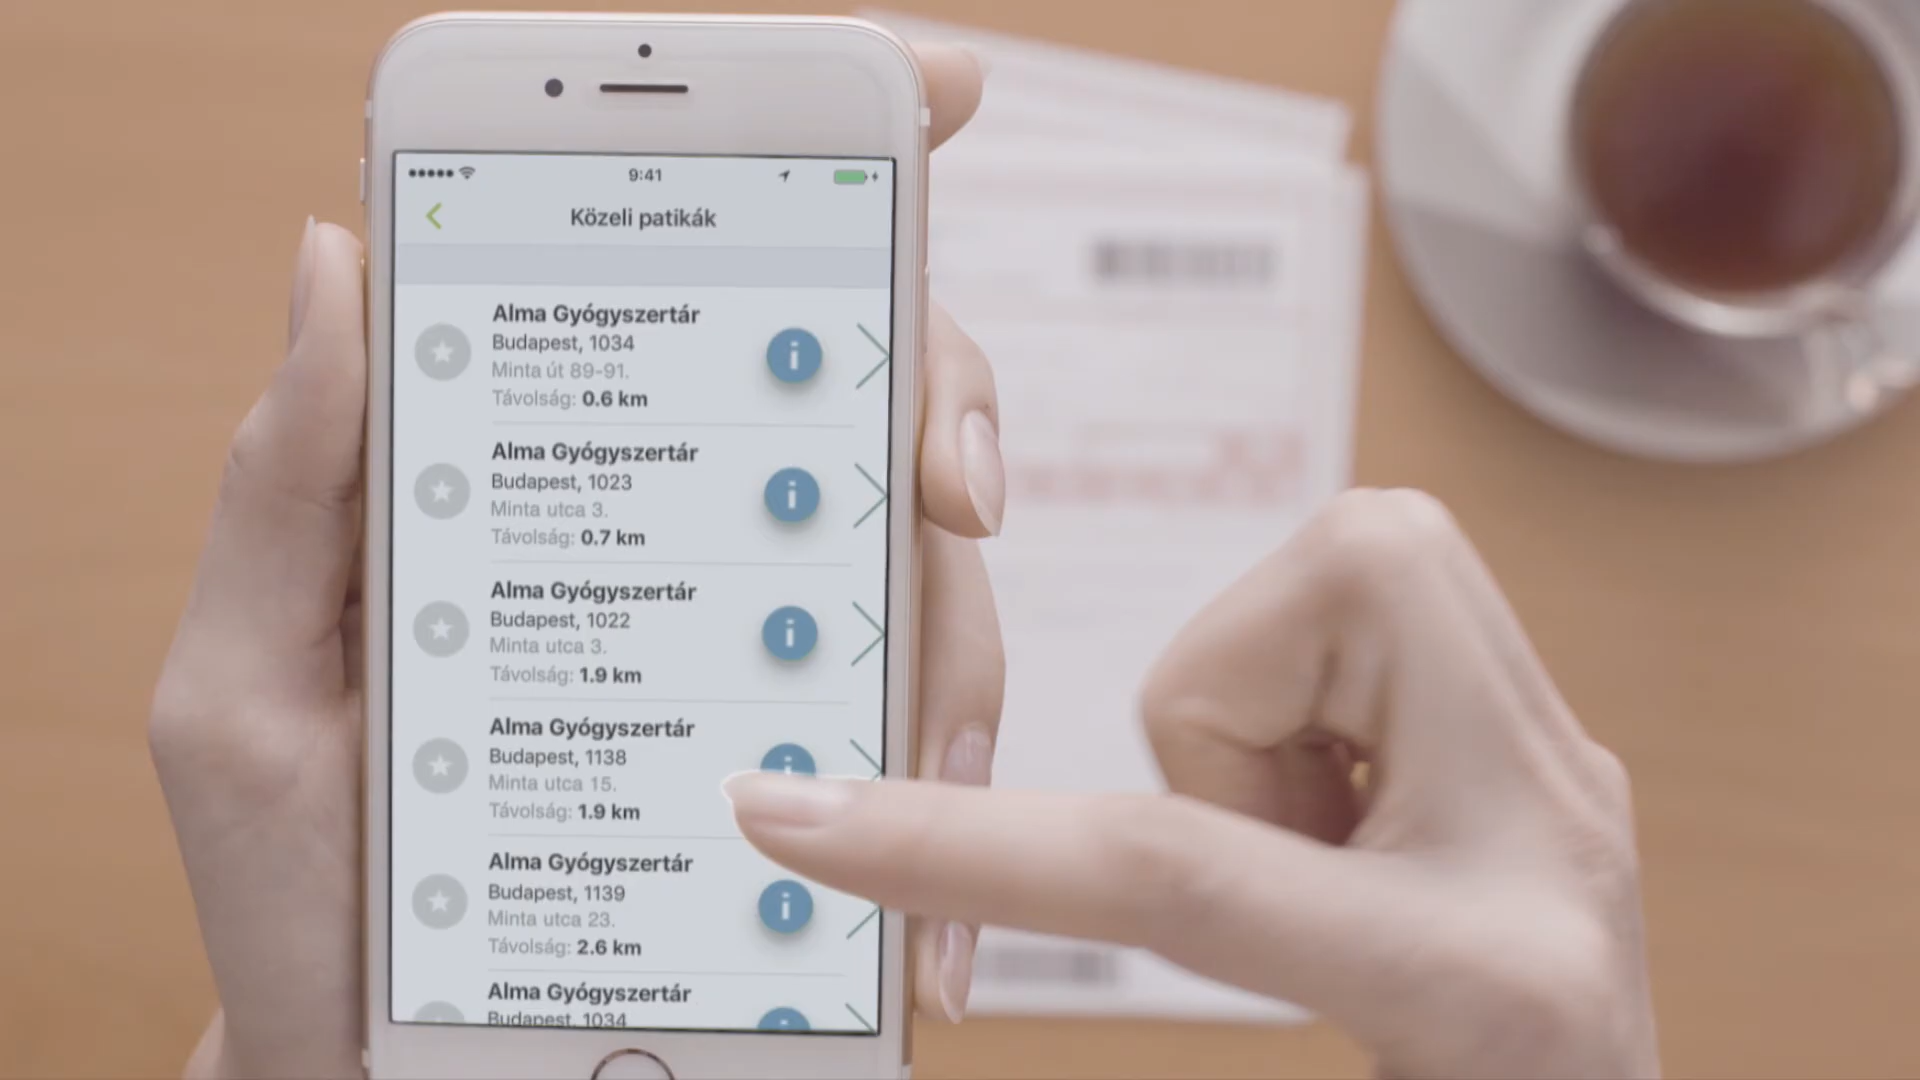 9:41
Közeli patikák
Alma Gyógyszertár
Budapest, 1034
Minta út 89-91.
Távolság: 0.6 km
Alma Gyógyszertár
Budapest, 1023
Minta utca 3.
Távolság: 0.7 km
Alma Gyógyszertár
Budapest, 1022
Minta utca 3.
Távolság: 1.9 km
Alma Gyógyszertár
Budapest, 1138
Minta utca 15.
Távolság: 1.9 km
Alma Gyógyszertár
Budapest, 1139
Minta utca 23.
Távolság: 2.6 km
Alma Gyógyszertár
Budapest, 1034